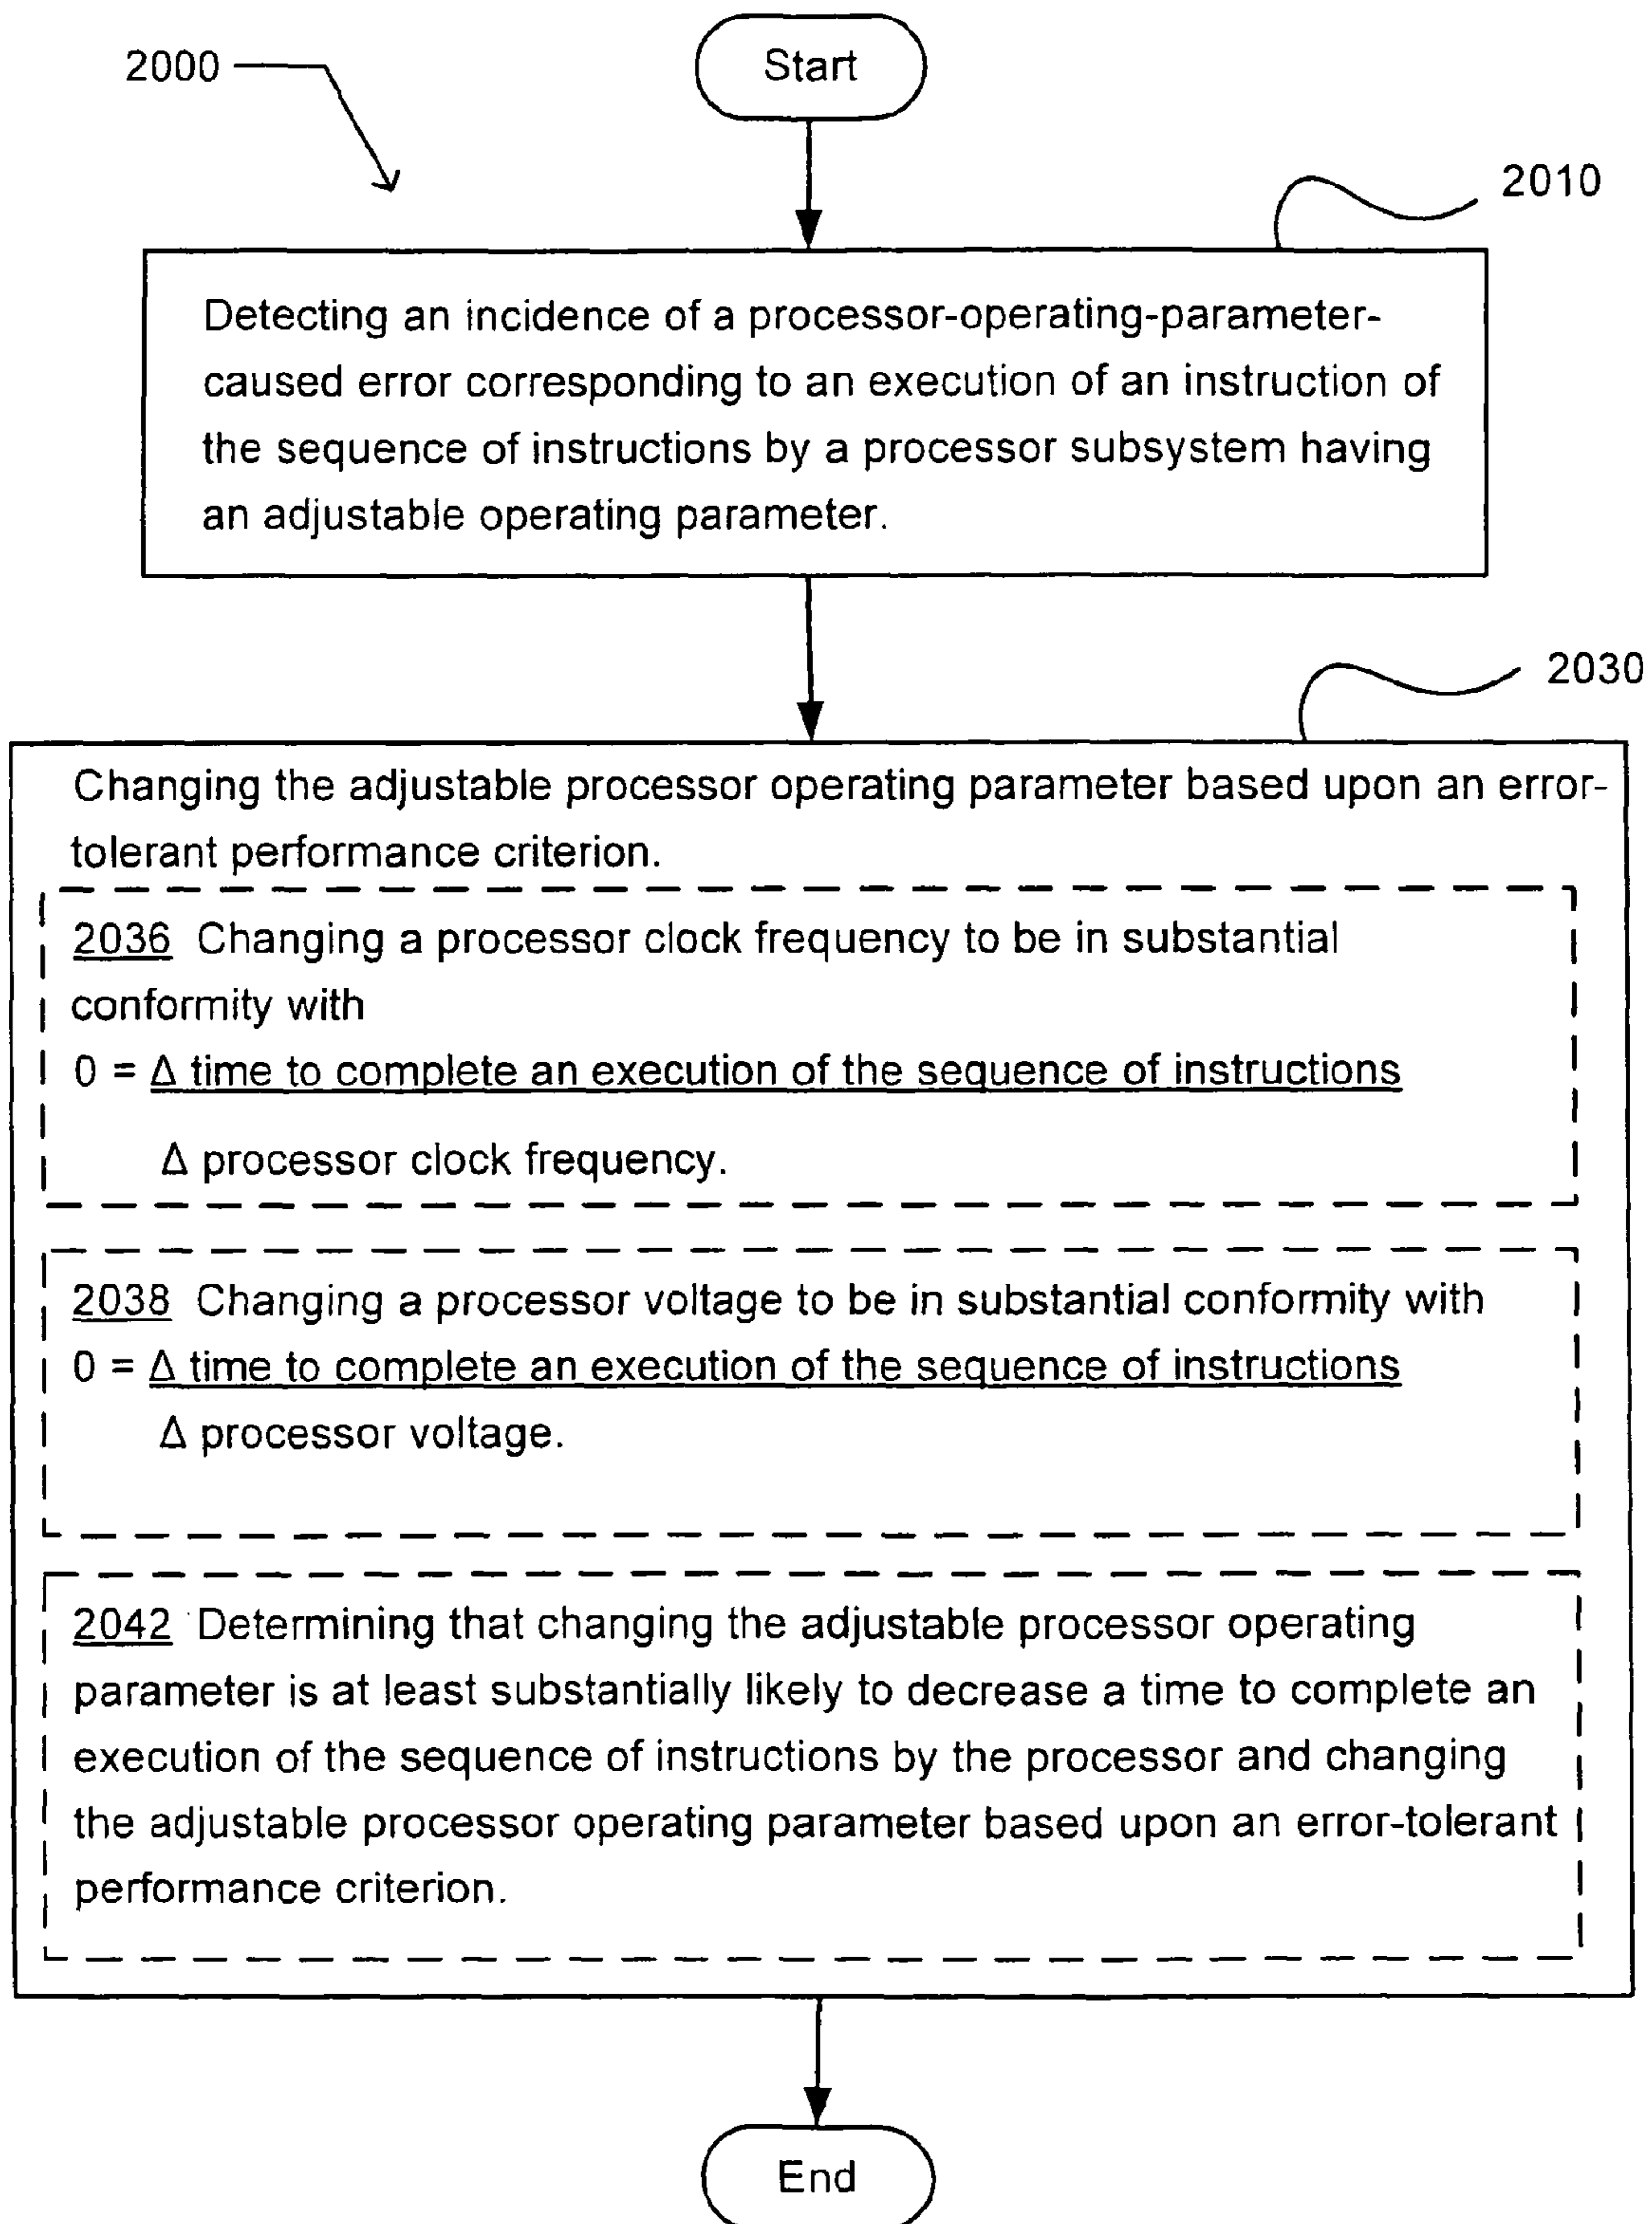 2000
Start
2010
Detecting an incidence of a processor-operating-parameter-
caused error corresponding to an execution of an instruction of
the sequence of instructions by a processor subsystem having
an adjustable operating parameter.
2030
Changing the adjustable processor operating parameter based upon an error-
tolerant performance criterion.
2036 Changing a processor clock frequency to be in substantial
conformity with
0 = Δ time to complete an execution of the sequence of instructions
Δ processor clock frequency.
2038 Changing a processor voltage to be in substantial conformity with
0 = Δ time to complete an execution of the sequence of instructions
Δ processor voltage.
2042 Determining that changing the adjustable processor operating
parameter is at least substantially likely to decrease a time to complete an
execution of the sequence of instructions by the processor and changing
the adjustable processor operating parameter based upon an error-tolerant
performance criterion.
End